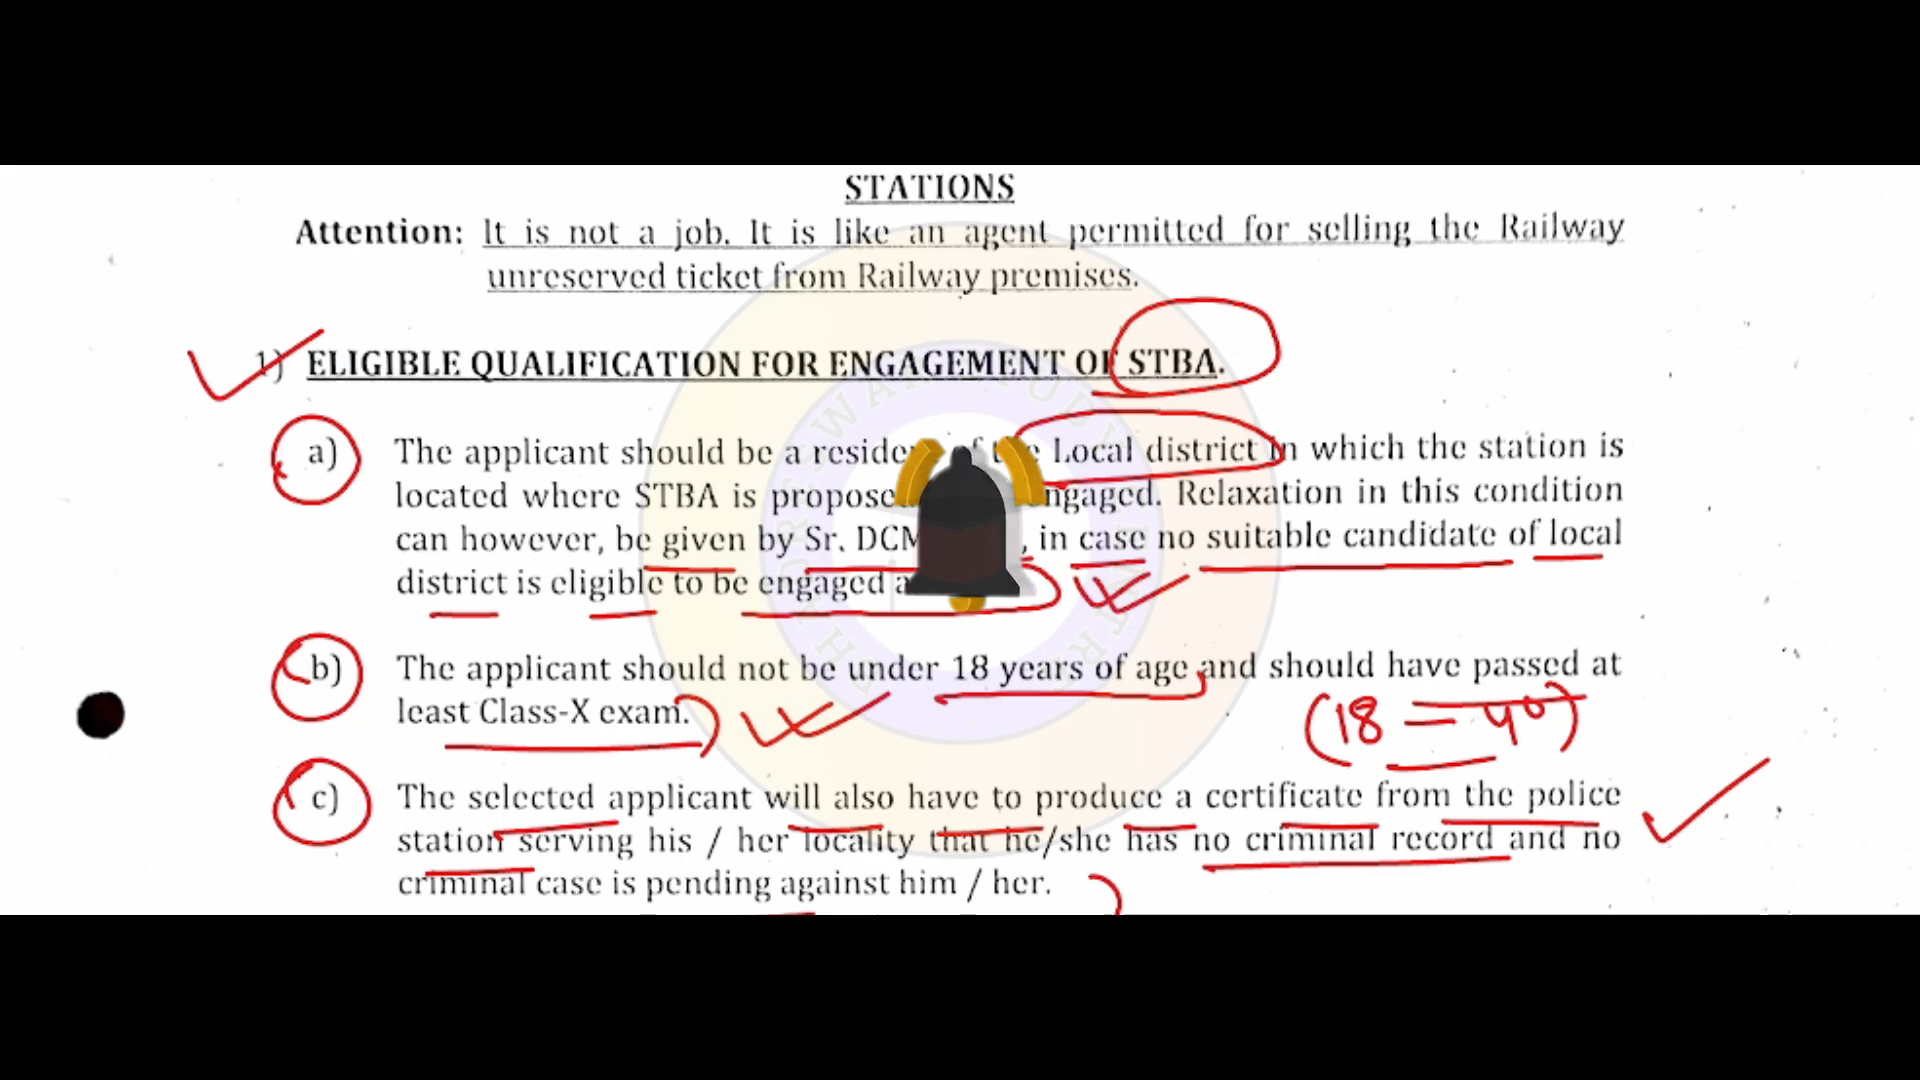 STATIONS
Attention: It is not a job. It is like an agent permitted for selling the Railway
unreserved ticket from Railway premises.
1) ELIGIBLE QUALIFICATION FOR ENGAGEMENT OF STBA.
a) The applicant should be a of Local district in which the station is
located where STBA is Relaxation in this condition
can however, be given by Sr. in case no suitable candidate of local
district is eligible to be engaged
b) The applicant should not be under 18 years of age and should have passed at
least Class-X exam.
(18 = 40)
c) The selected applicant will also have to produce a certificate from the police
station serving his / her locality that he/she has no criminal record and no
criminal case is pending against him / her.